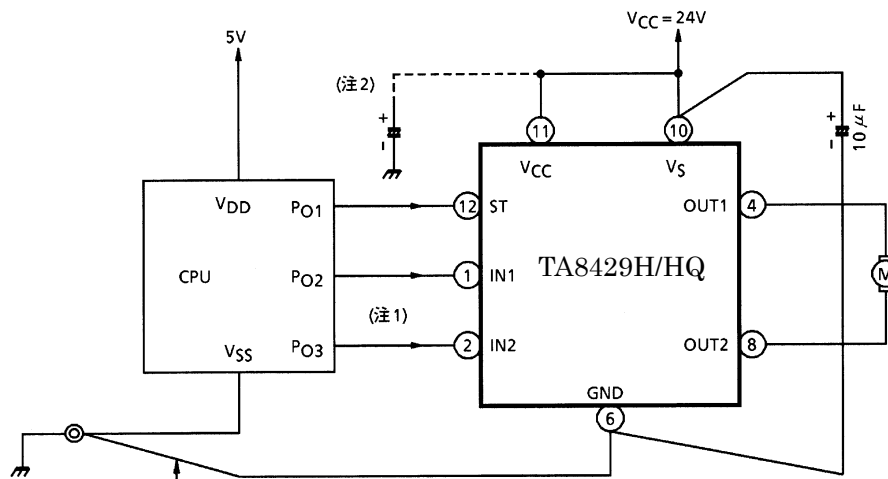 VCC = 24V
5V
(注2)
+
-
11
10
+
-
10μF
VCC
VS
VDD
PO1
12
ST
OUT1
4
CPU
PO2
1
IN1
TA8429H/HQ
M
(注1)
VSS
PO3
2
IN2
OUT2
8
GND
6